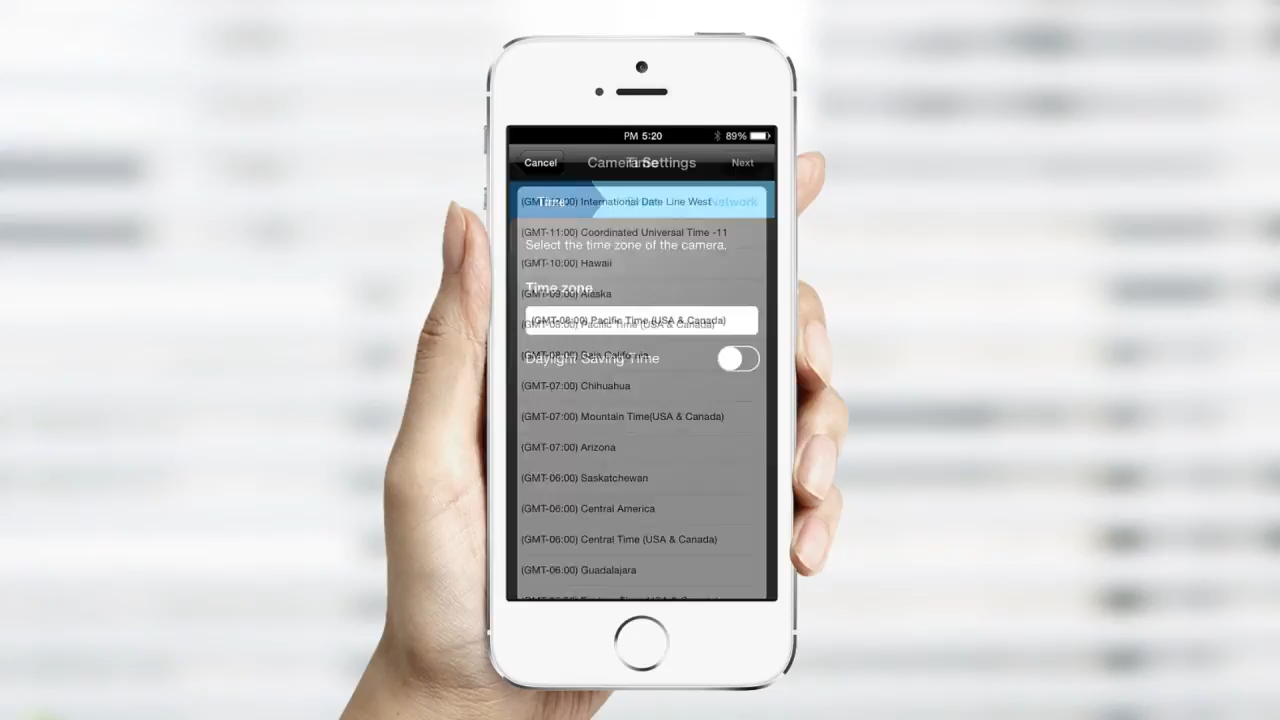 PM 5:20 89%
Cancel Camera Settings Time Next
Time Network
(GMT-12:00) International Date Line West
(GMT-11:00) Coordinated Universal Time -11
Select the time zone of the camera.
(GMT-10:00) Hawaii
Time zone
(GMT-09:00) Alaska
(GMT-08:00) Pacific Time (USA & Canada)
(GMT-08:00) Pacific Time (USA & Canada)
(GMT-08:00) Baja California
Daylight Saving Time
(GMT-07:00) Chihuahua
(GMT-07:00) Mountain Time(USA & Canada)
(GMT-07:00) Arizona
(GMT-06:00) Saskatchewan
(GMT-06:00) Central America
(GMT-06:00) Central Time (USA & Canada)
(GMT-06:00) Guadalajara